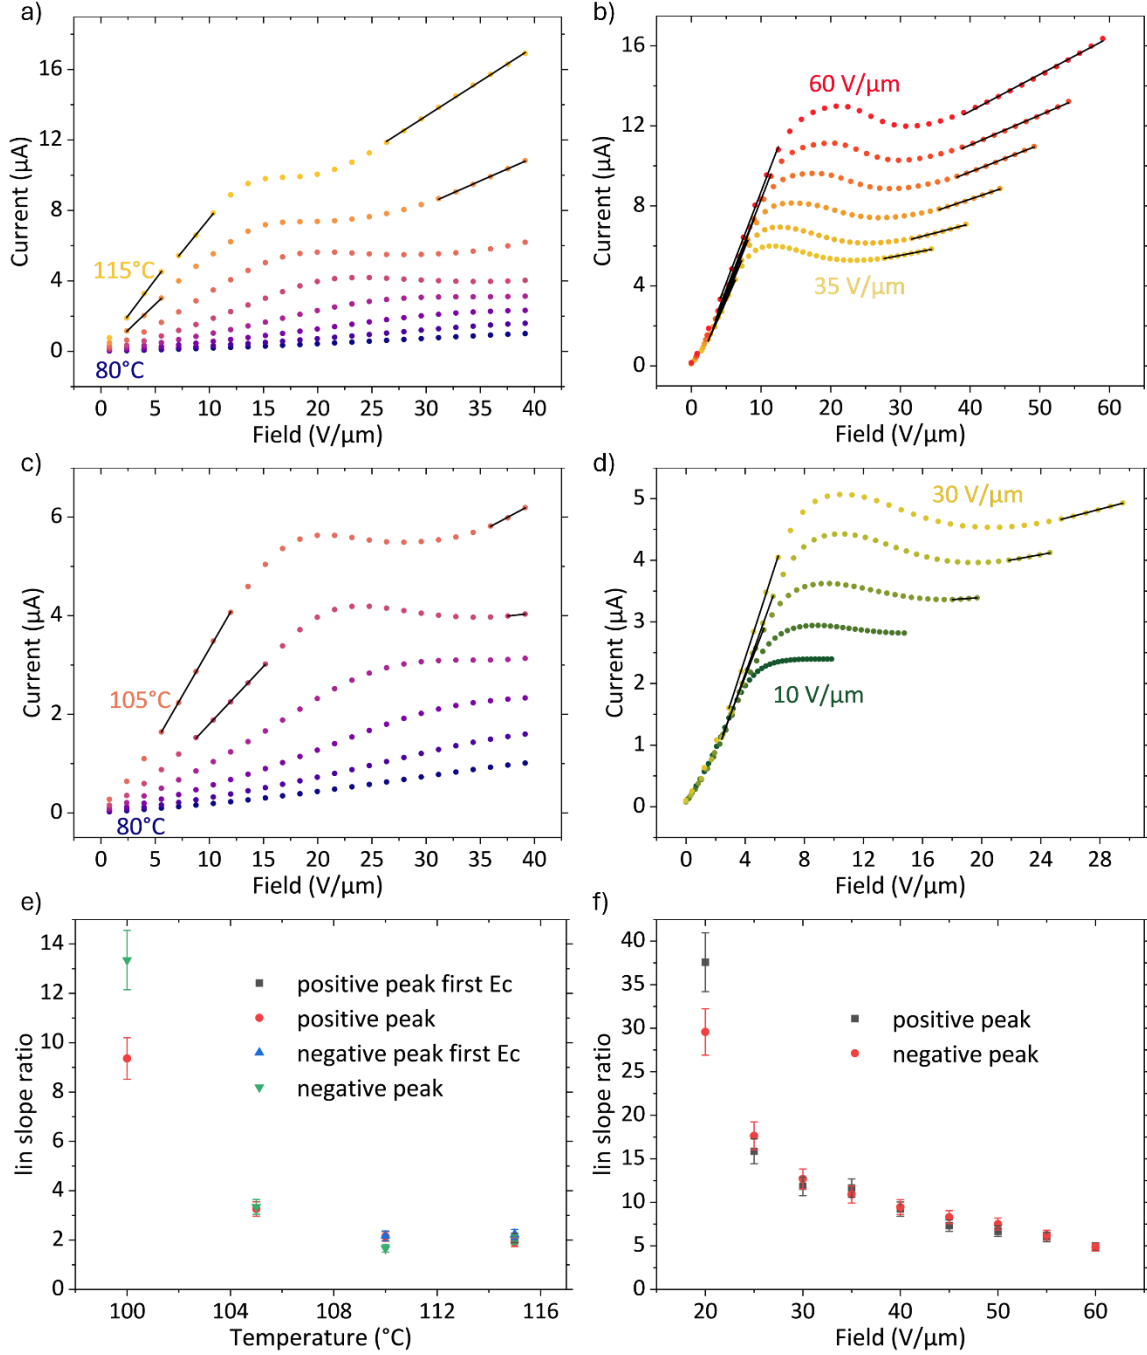 a)
16
12
8
4
0
Current (µA)
115°C
80°C
0
5
10
15
20
25
30
35
40
Field (V/µm)
b)
16
12
8
4
0
Current (µA)
60 V/µm
35 V/µm
0
10
20
30
40
50
60
Field (V/µm)
c)
6
4
2
0
Current (µA)
105°C
80°C
0
5
10
15
20
25
30
35
40
Field (V/µm)
d)
5
4
3
2
1
0
Current (µA)
30 V/µm
10 V/µm
0
4
8
12
16
20
24
28
Field (V/µm)
e)
14
12
10
8
6
4
2
0
lin slope ratio
positive peak first Ec
positive peak
negative peak first Ec
negative peak
100
104
108
112
116
Temperature (°C)
f)
40
35
30
25
20
15
10
5
0
lin slope ratio
positive peak
negative peak
20
30
40
50
60
Field (V/µm)